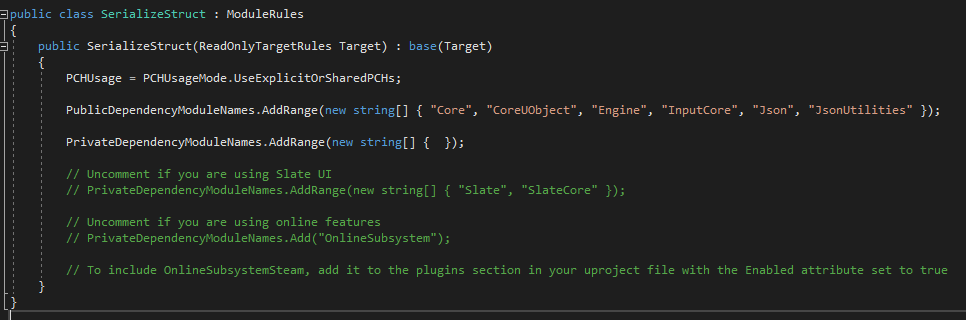 public class SerializeStruct : ModuleRules
{
public SerializeStruct(ReadOnlyTargetRules Target) : base(Target)
{
PCHUsage = PCHUsageMode.UseExplicitOrSharedPCHs;
PublicDependencyModuleNames.AddRange(new string[] { "Core", "CoreUObject", "Engine", "InputCore", "Json", "JsonUtilities" });
PrivateDependencyModuleNames.AddRange(new string[] {  });
// Uncomment if you are using Slate UI
// PrivateDependencyModuleNames.AddRange(new string[] { "Slate", "SlateCore" });
// Uncomment if you are using online features
// PrivateDependencyModuleNames.Add("OnlineSubsystem");
// To include OnlineSubsystemSteam, add it to the plugins section in your uproject file with the Enabled attribute set to true
}
}